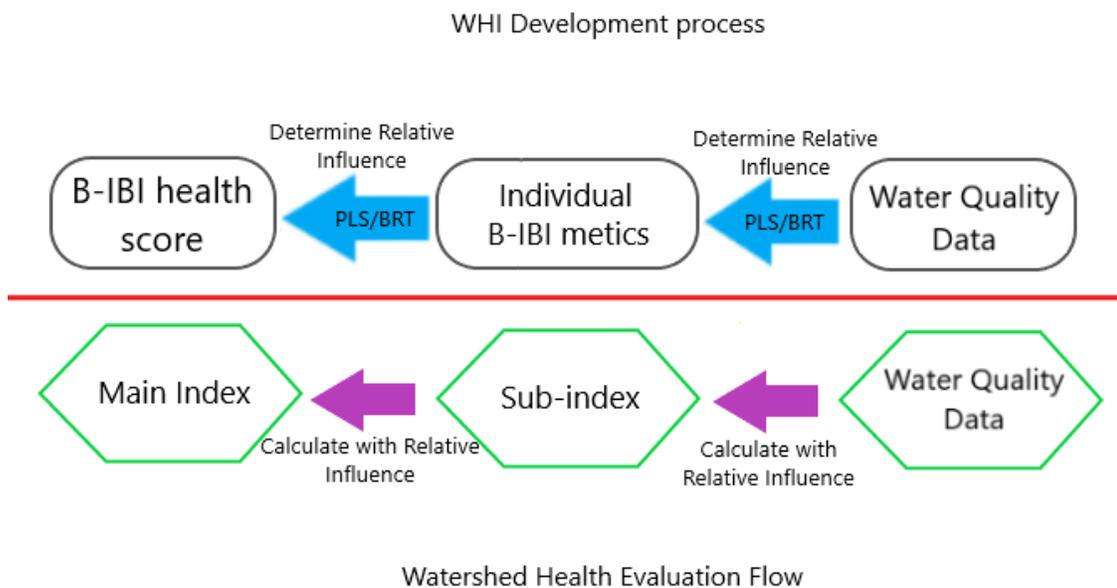 WHI Development process
Determine Relative
Influence
Determine Relative
Influence
B-IBI health
score
PLS/BRT
Individual
B-IBI metics
PLS/BRT
Water Quality
Data
Main Index
Sub-index
Water Quality
Data
Calculate with Relative
Influence
Calculate with
Relative Influence
Watershed Health Evaluation Flow